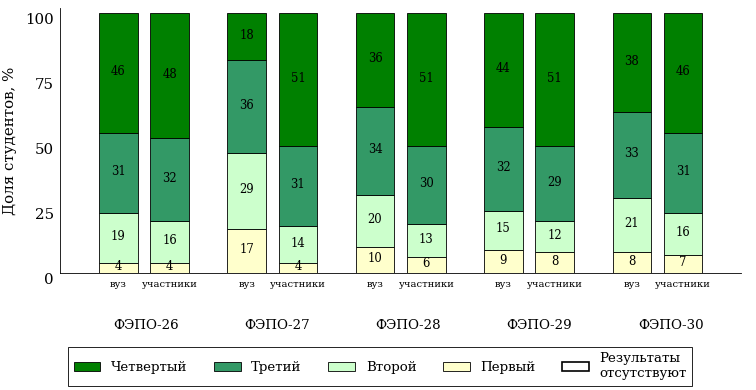 Доля студентов, %
100
75
50
25
0
46 48 18 51 36 51 44 51 38 46
31 32 36 31 34 30 32 29 33 31
19 16 29 14 20 13 15 12 21 16
4 4 17 4 10 6 9 8 8 7
вуз участники вуз участники вуз участники вуз участники вуз участники
ФЭПО-26 ФЭПО-27 ФЭПО-28 ФЭПО-29 ФЭПО-30
Четвертый Третий Второй Первый Результаты
отсутствуют